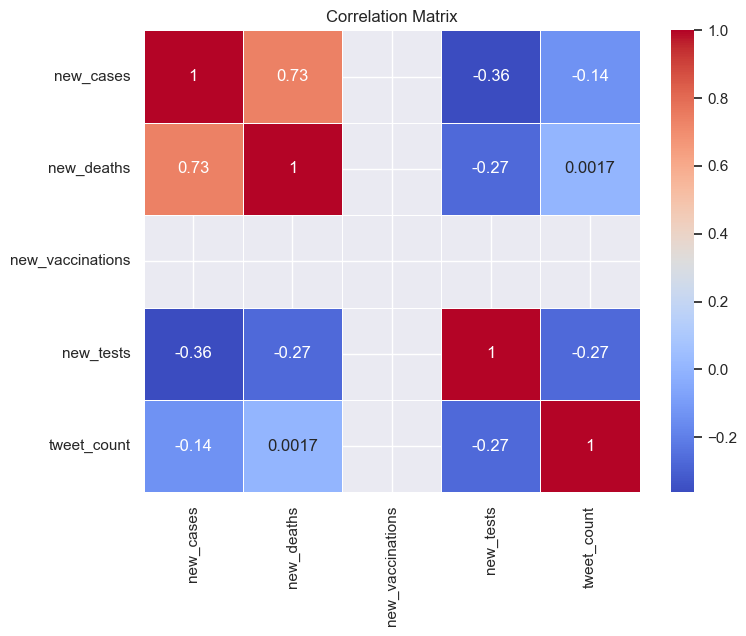 Correlation Matrix
new_cases 1 0.73 -0.36 -0.14
new_deaths 0.73 1 -0.27 0.0017
new_vaccinations
new_tests -0.36 -0.27 1 -0.27
tweet_count -0.14 0.0017 -0.27 1
new_cases new_deaths new_vaccinations new_tests tweet_count
1.0
0.8
0.6
0.4
0.2
0.0
−0.2